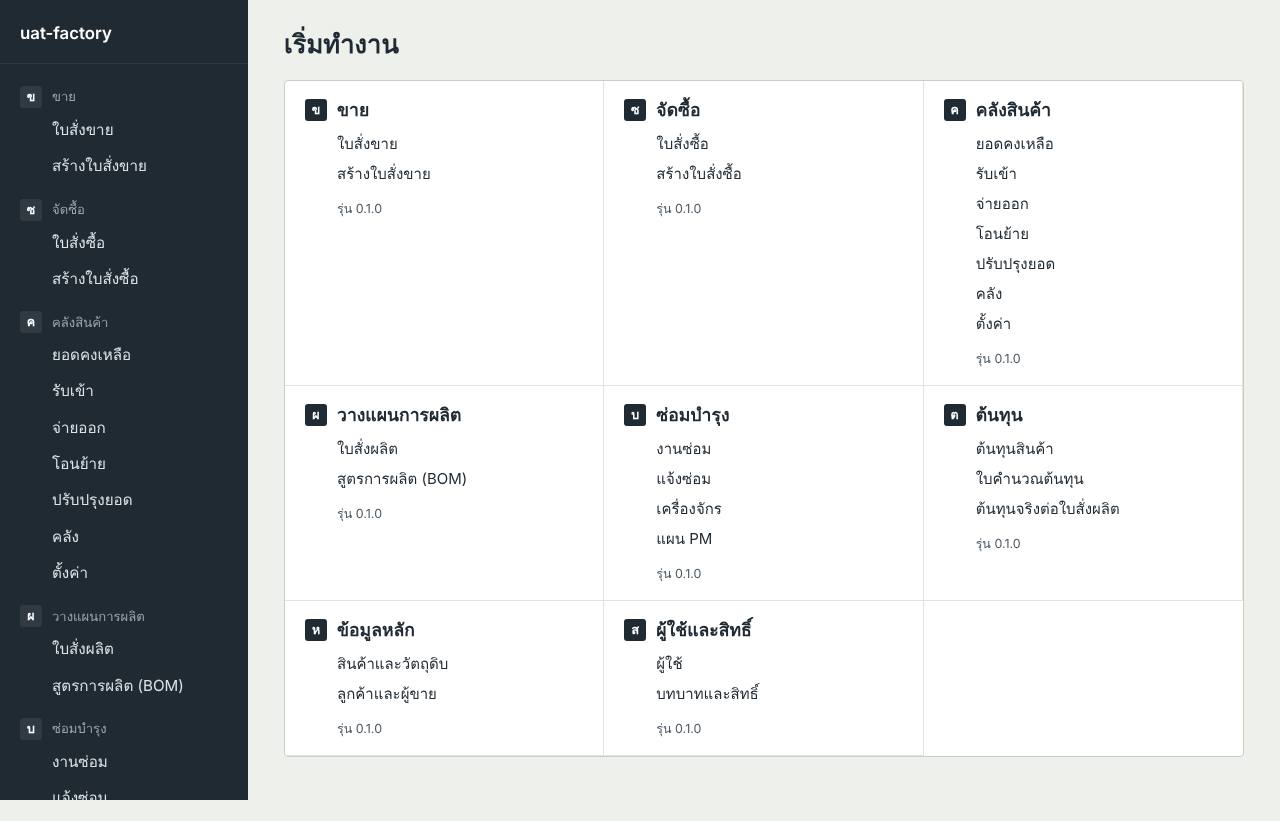 uat-factory
ข ขาย
ใบสั่งขาย
สร้างใบสั่งขาย
ซ จัดซื้อ
ใบสั่งซื้อ
สร้างใบสั่งซื้อ
ค คลังสินค้า
ยอดคงเหลือ
รับเข้า
จ่ายออก
โอนย้าย
ปรับปรุงยอด
คลัง
ตั้งค่า
ผ วางแผนการผลิต
ใบสั่งผลิต
สูตรการผลิต (BOM)
บ ซ่อมบำรุง
งานซ่อม
แจ้งซ่อม
เริ่มทำงาน
ข ขาย
ใบสั่งขาย
สร้างใบสั่งขาย
รุ่น 0.1.0
ซ จัดซื้อ
ใบสั่งซื้อ
สร้างใบสั่งซื้อ
รุ่น 0.1.0
ค คลังสินค้า
ยอดคงเหลือ
รับเข้า
จ่ายออก
โอนย้าย
ปรับปรุงยอด
คลัง
ตั้งค่า
รุ่น 0.1.0
ผ วางแผนการผลิต
ใบสั่งผลิต
สูตรการผลิต (BOM)
รุ่น 0.1.0
บ ซ่อมบำรุง
งานซ่อม
แจ้งซ่อม
เครื่องจักร
แผน PM
รุ่น 0.1.0
ต ต้นทุน
ต้นทุนสินค้า
ใบคำนวณต้นทุน
ต้นทุนจริงต่อใบสั่งผลิต
รุ่น 0.1.0
ห ข้อมูลหลัก
สินค้าและวัตถุดิบ
ลูกค้าและผู้ขาย
รุ่น 0.1.0
ส ผู้ใช้และสิทธิ์
ผู้ใช้
บทบาทและสิทธิ์
รุ่น 0.1.0